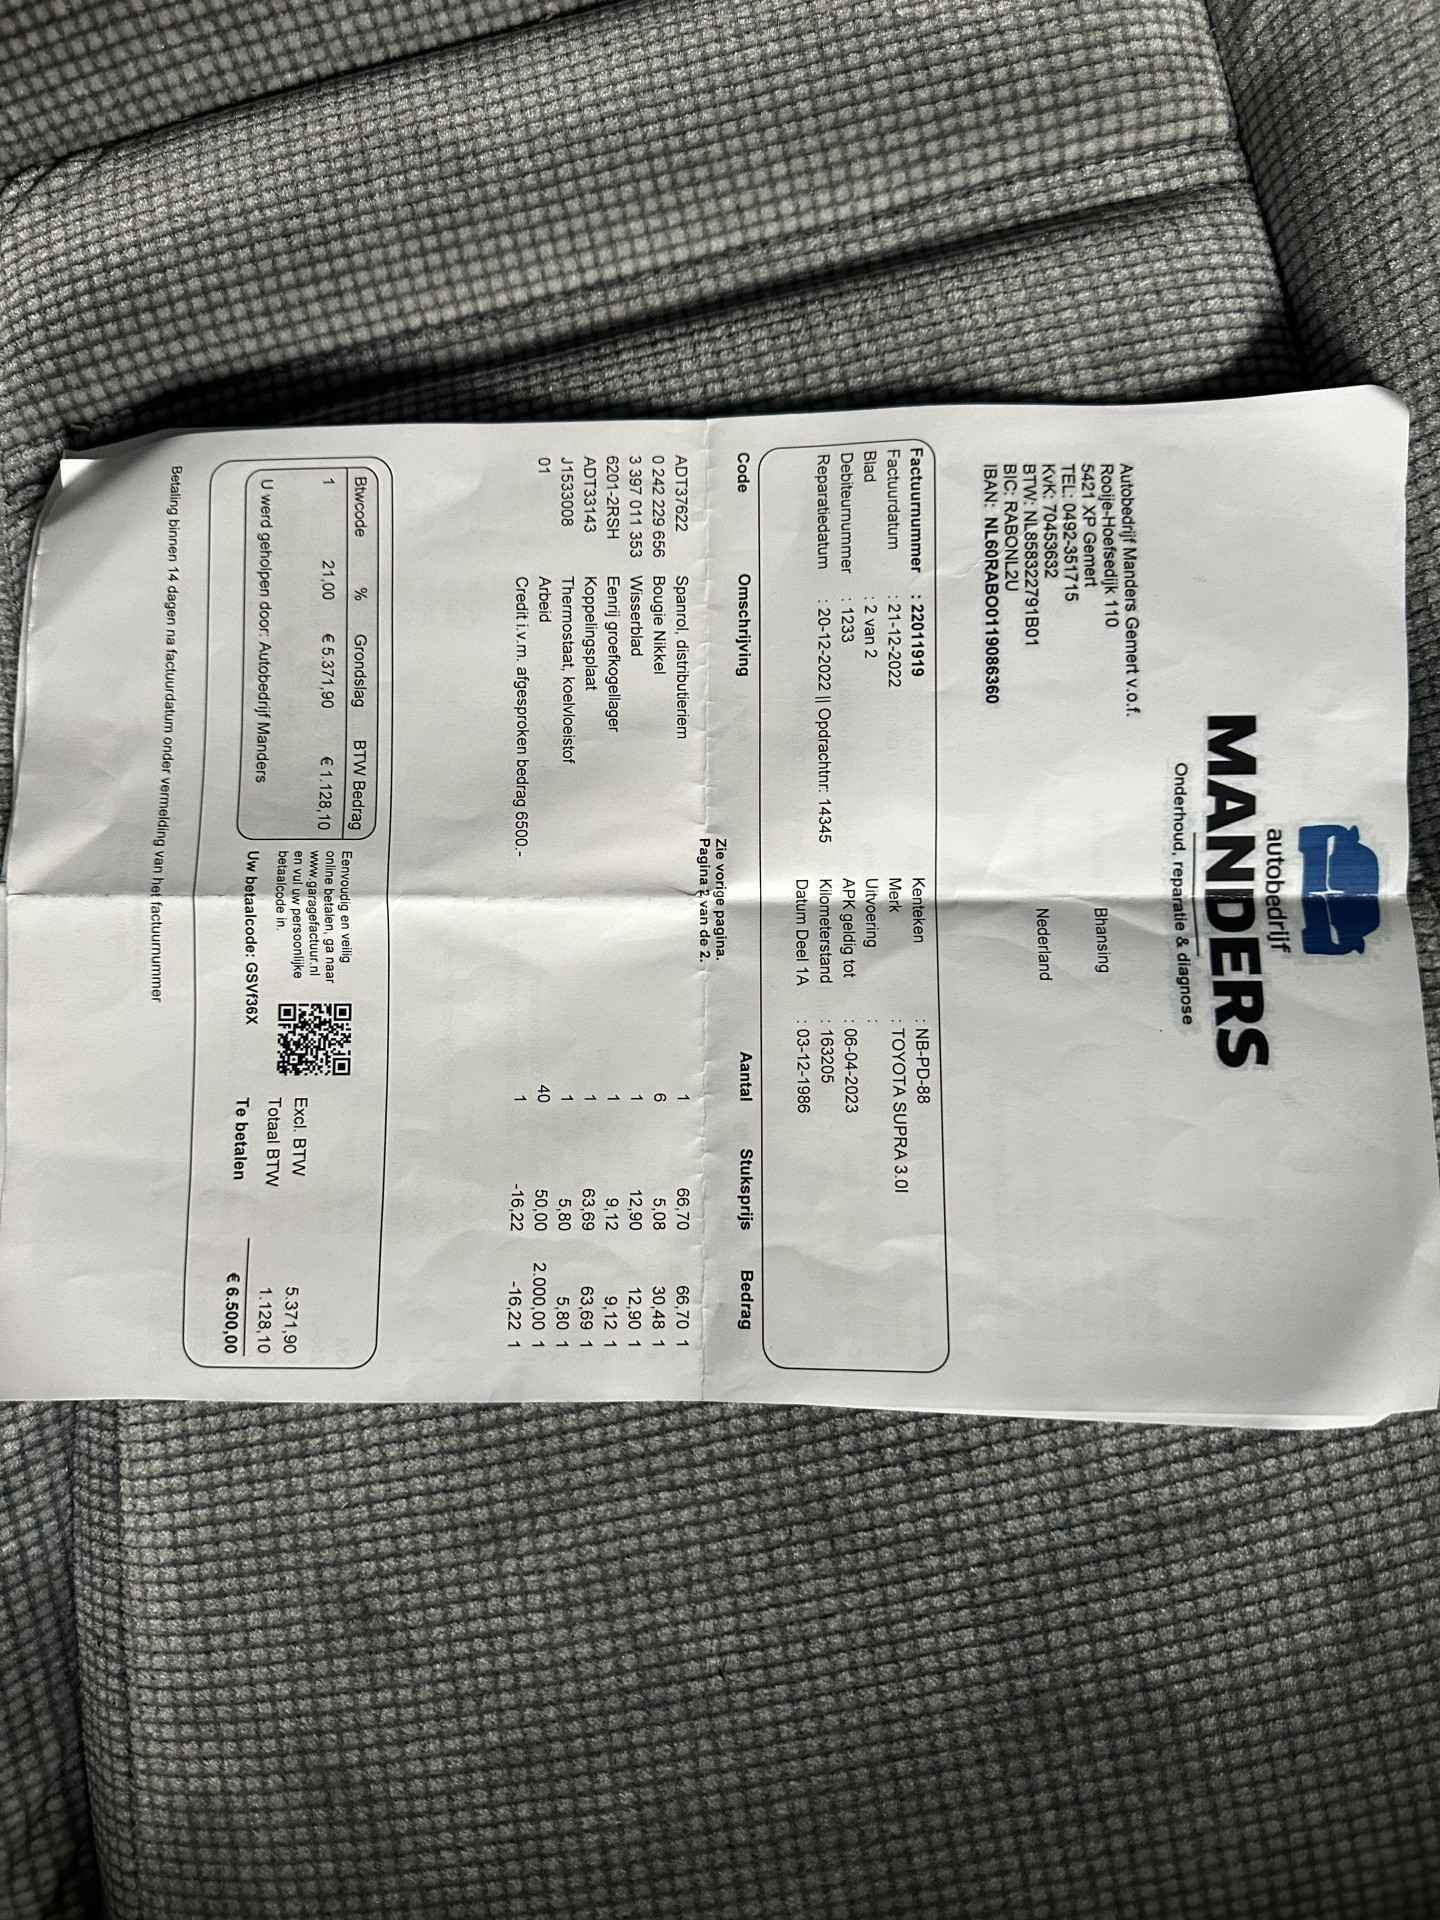 autobedrijf
MANDERS
Onderhoud, reparatie & diagnose
Autobedrijf Manders Gemert v.o.f.
Rooije-Hoefsedijk 110
5421 XP Gemert
TEL: 0492-351715
KvK: 70453632
BTW: NL858322791B01
BIC: RABONL2U
IBAN: NL60RABO0119086360
Bhansing
Nederland
Factuurnummer : 22011919 Kenteken : NB-PD-88
Factuurdatum : 21-12-2022 Merk : TOYOTA SUPRA 3.0I
Blad : 2 van 2 Uitvoering :
Debiteurnummer : 1233 APK geldig tot : 06-04-2023
Reparatiedatum : 20-12-2022 || Opdrachtnr: 14345 Kilometerstand : 163205
Datum Deel 1A : 03-12-1986
Code Omschrijving Aantal Stuksprijs Bedrag
Zie vorige pagina.
Pagina 2 van de 2.
ADT37622 Spanrol, distributieriem 1 66,70 66,70 1
0 242 229 656 Bougie Nikkel 6 5,08 30,48 1
3 397 011 353 Wisserblad 1 12,90 12,90 1
6201-2RSH Eenrij groefkogellager 1 9,12 9,12 1
ADT33143 Koppelingsplaat 1 63,69 63,69 1
J1533008 Thermostaat, koelvloeistof 1 5,80 5,80 1
01 Arbeid 40 50,00 2.000,00 1
Credit i.v.m. afgesproken bedrag 6500.- 1 -16,22 -16,22 1
Btwcode % Grondslag BTW Bedrag
1 21,00 € 5.371,90 € 1.128,10
U werd geholpen door: Autobedrijf Manders
Eenvoudig en veilig
online betalen, ga naar
www.garagefactuur.nl
en vul uw persoonlijke
betaalcode in.
Uw betaalcode: GSVf36X
Excl. BTW 5.371,90
Totaal BTW 1.128,10
Te betalen € 6.500,00
Betaling binnen 14 dagen na factuurdatum onder vermelding van het factuurnummer